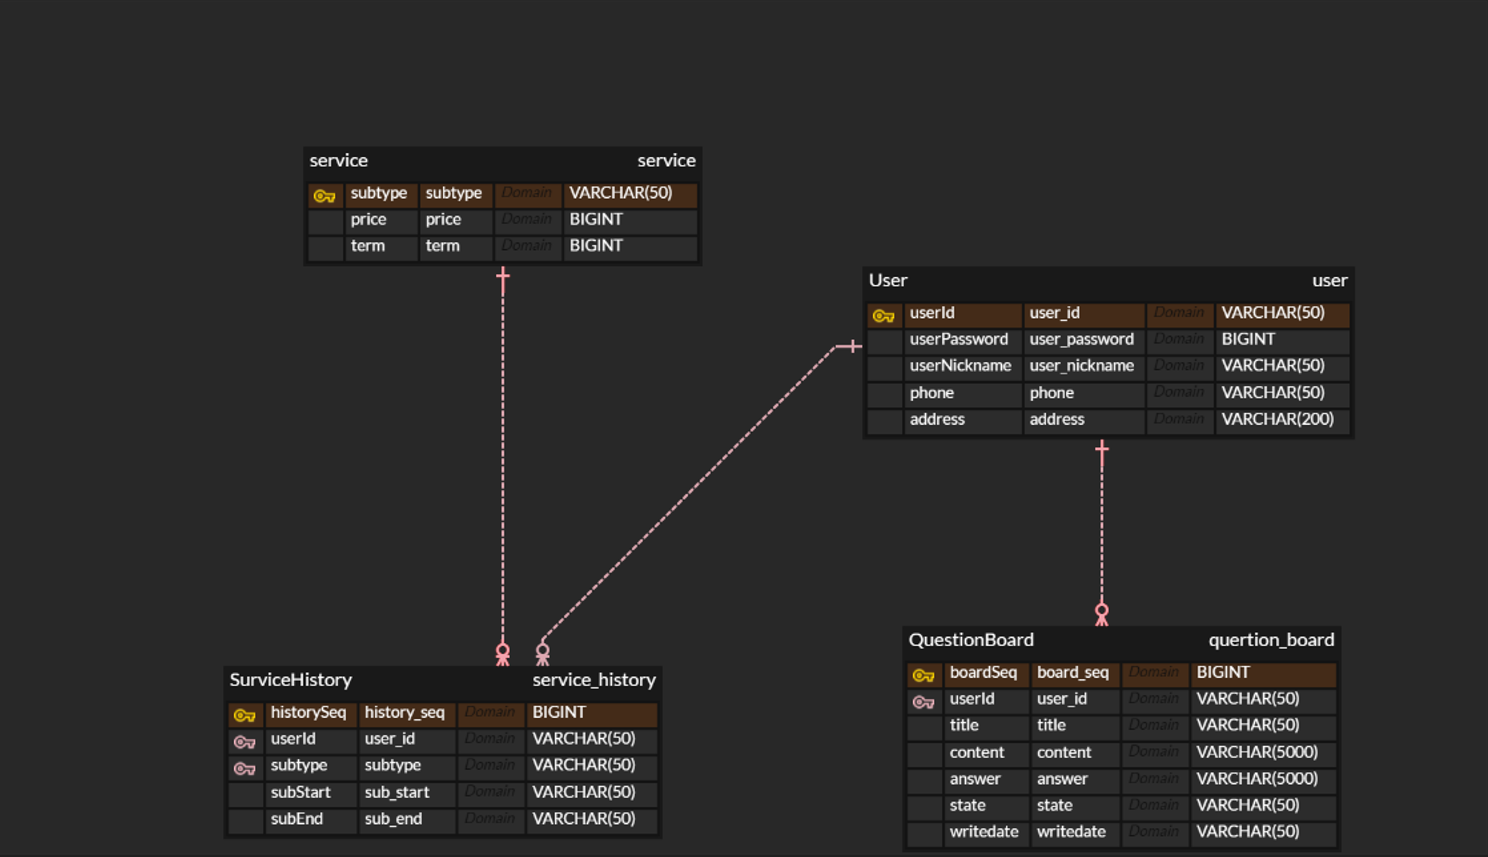 service service
subtype subtype Domain VARCHAR(50)
price price Domain BIGINT
term term Domain BIGINT
User user
userId user_id Domain VARCHAR(50)
userPassword user_password Domain BIGINT
userNickname user_nickname Domain VARCHAR(50)
phone phone Domain VARCHAR(50)
address address Domain VARCHAR(200)
SurviceHistory service_history
historySeq history_seq Domain BIGINT
userId user_id Domain VARCHAR(50)
subtype subtype Domain VARCHAR(50)
subStart sub_start Domain VARCHAR(50)
subEnd sub_end Domain VARCHAR(50)
QuestionBoard quertion_board
boardSeq board_seq Domain BIGINT
userId user_id Domain VARCHAR(50)
title title Domain VARCHAR(50)
content content Domain VARCHAR(5000)
answer answer Domain VARCHAR(5000)
state state Domain VARCHAR(50)
writedate writedate Domain VARCHAR(50)